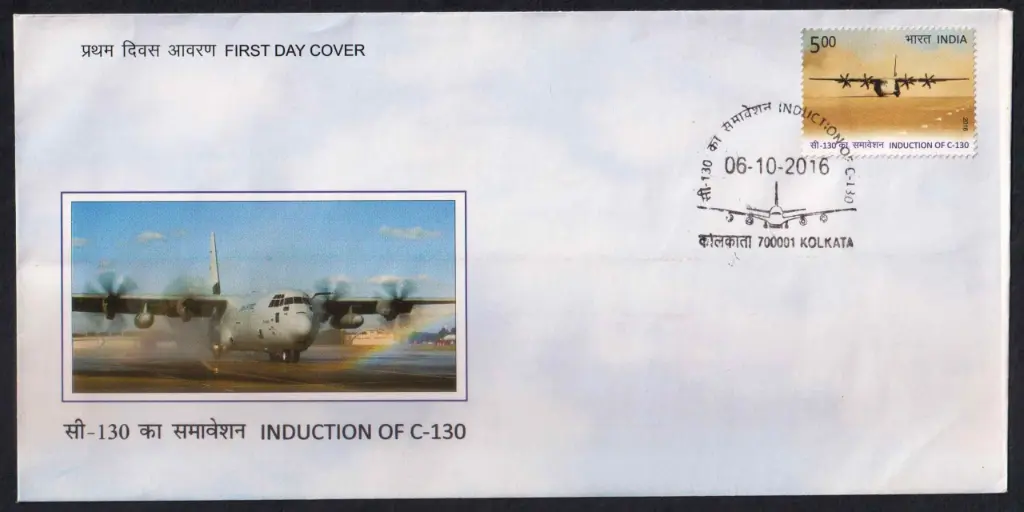 प्रथम दिवस आवरण FIRST DAY COVER
5.00 भारत INDIA
2016
सी-130 का समावेशन INDUCTION OF C-130
सी-130 का समावेशन INDUCTION OF C-130
06-10-2016
कोलकाता 700001 KOLKATA
सी-130 का समावेशन INDUCTION OF C-130